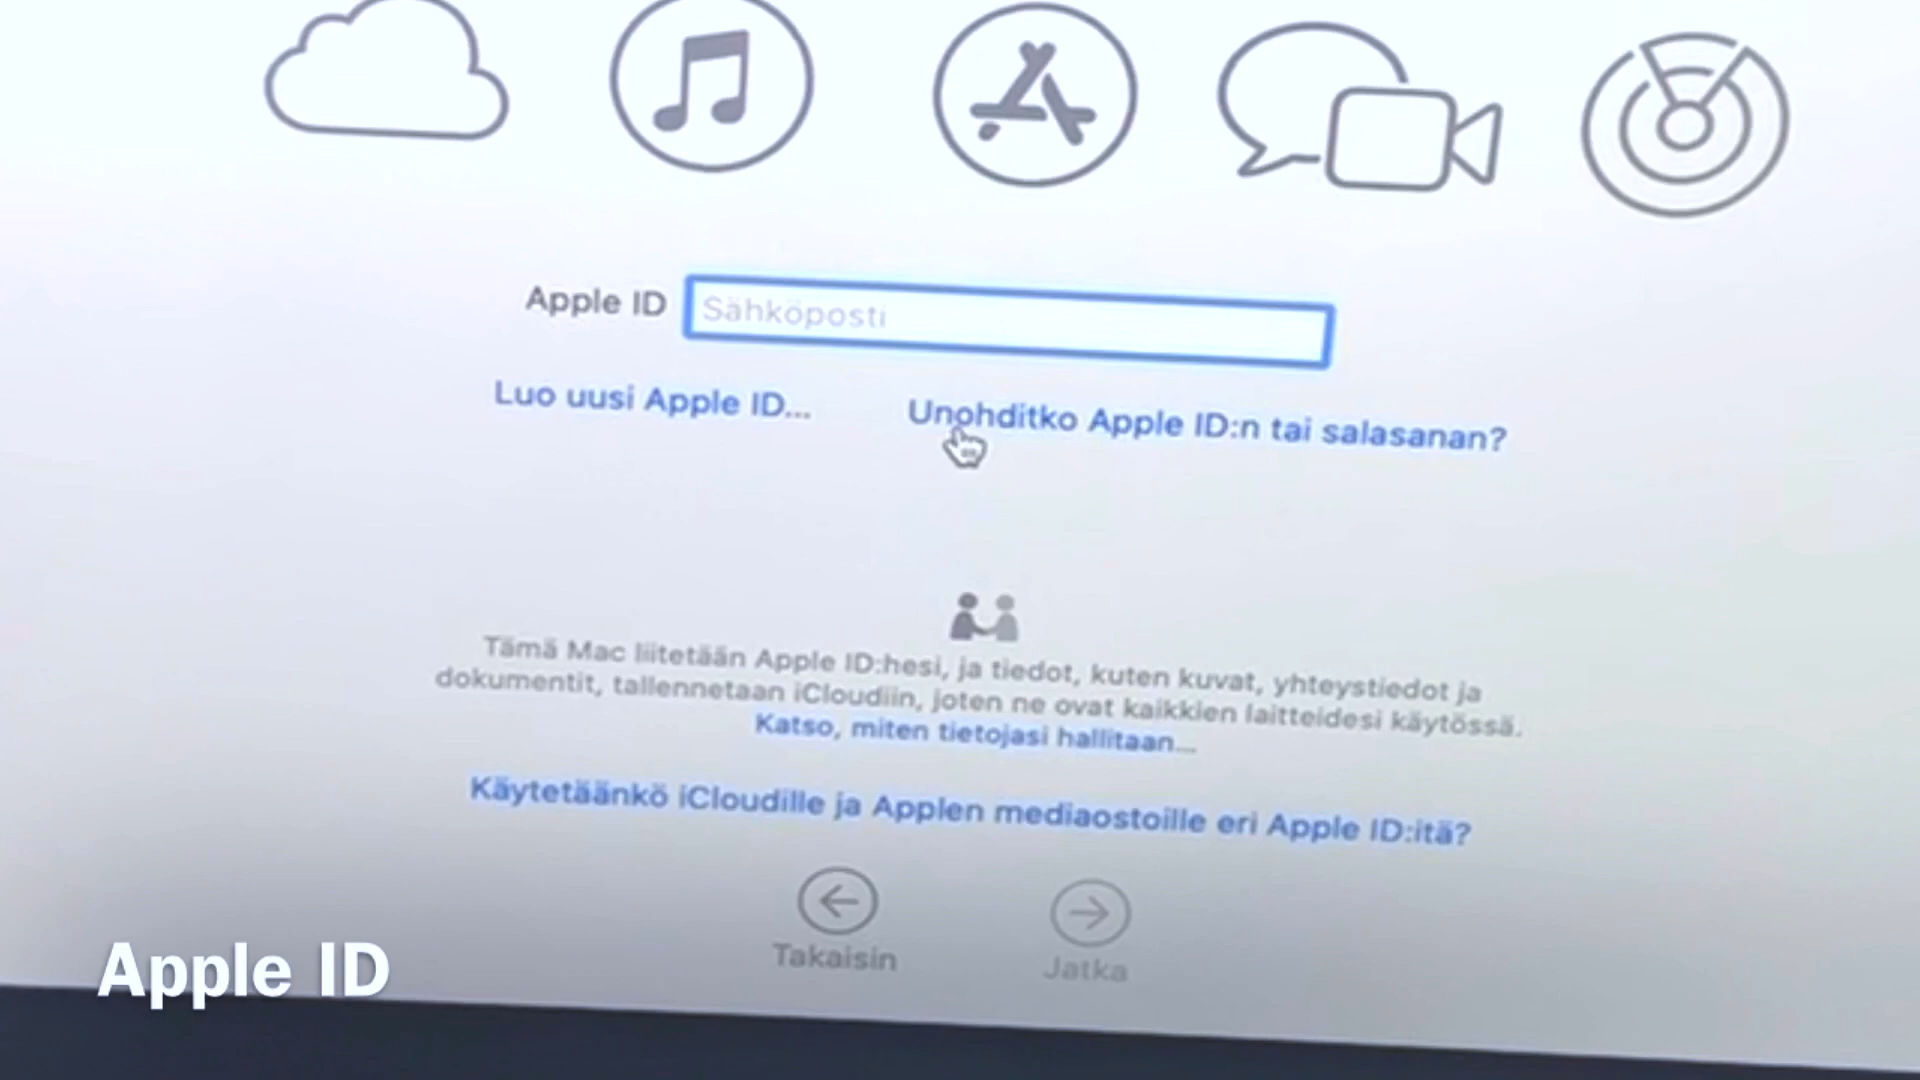 Apple ID Sähköposti
Luo uusi Apple ID... Unohditko Apple ID:n tai salasanan?
Tämä Mac liitetään Apple ID:hesi, ja tiedot, kuten kuvat, yhteystiedot ja
dokumentit, tallennetaan iCloudiin, joten ne ovat kaikkien laitteidesi käytössä.
Katso, miten tietojasi hallitaan...
Käytetäänkö iCloudille ja Applen mediaostoille eri Apple ID:itä?
Takaisin Jatka
Apple ID